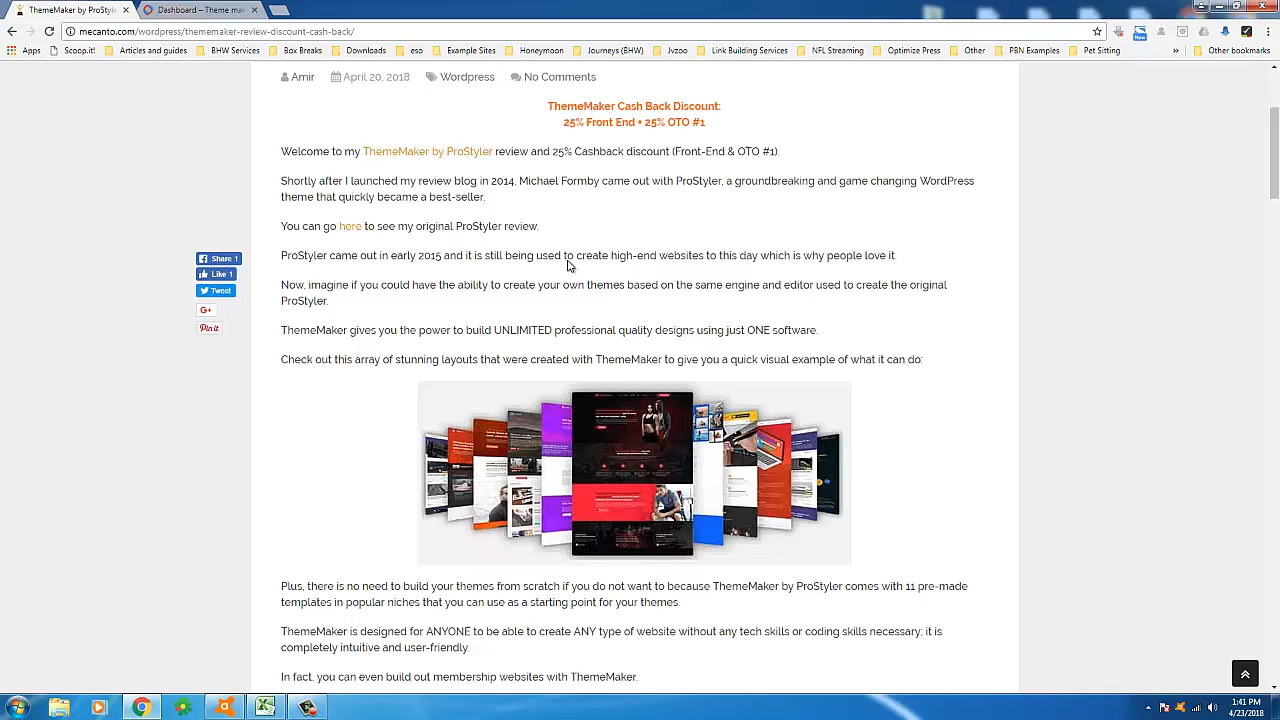 ThemeMaker by ProStyle
Dashboard – Theme mak
mecanto.com/wordpress/thememaker-review-discount-cash-back/
Apps
Scoop.it!
Articles and guides
BHW Services
Box Breaks
Downloads
eso
Example Sites
Honeymoon
Journeys (BHW)
Jvzoo
Link Building Services
NFL Streaming
Optimize Press
Other
PBN Examples
Pet Sitting
»
Other bookmarks
New
Amir
April 20, 2018
Wordpress
No Comments
ThemeMaker Cash Back Discount:
25% Front End + 25% OTO #1
Welcome to my ThemeMaker by ProStyler review and 25% Cashback discount (Front-End & OTO #1).
Shortly after I launched my review blog in 2014, Michael Formby came out with ProStyler, a groundbreaking and game changing WordPress
theme that quickly became a best-seller.
You can go here to see my original ProStyler review.
ProStyler came out in early 2015 and it is still being used to create high-end websites to this day which is why people love it.
Now, imagine if you could have the ability to create your own themes based on the same engine and editor used to create the original
ProStyler.
ThemeMaker gives you the power to build UNLIMITED professional quality designs using just ONE software.
Check out this array of stunning layouts that were created with ThemeMaker to give you a quick visual example of what it can do:
Plus, there is no need to build your themes from scratch if you do not want to because ThemeMaker by ProStyler comes with 11 pre-made
templates in popular niches that you can use as a starting point for your themes.
ThemeMaker is designed for ANYONE to be able to create ANY type of website without any tech skills or coding skills necessary; it is
completely intuitive and user-friendly.
In fact, you can even build out membership websites with ThemeMaker.
Share 1
Like 1
Tweet
G+
Pin it
1:41 PM
4/23/2018